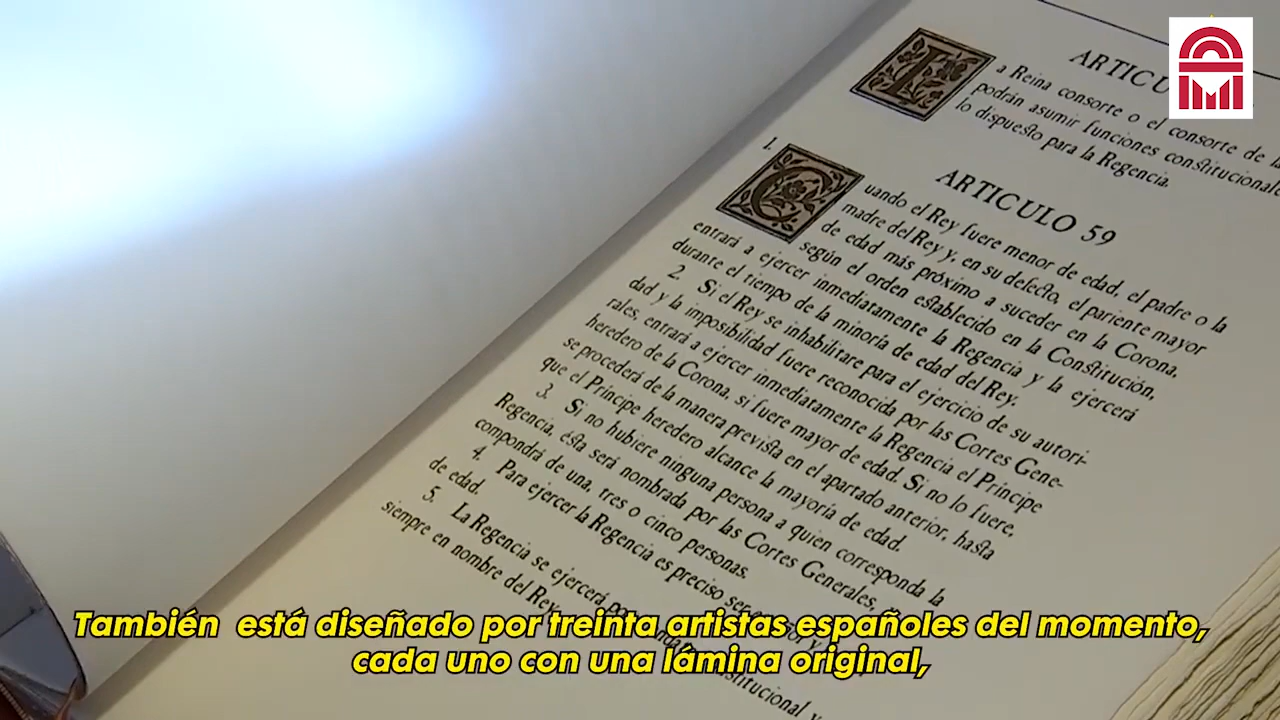 ARTICU
La Reina consorte o el consorte de la
podrán asumir funciones constitucionale
lo dispuesto para la Regencia.
ARTICULO 59
1. Cuando el Rey fuere menor de edad, el padre o la
madre del Rey y, en su defecto, el pariente mayor
de edad más próximo a suceder en la Corona,
según el orden establecido en la Constitución,
entrará a ejercer inmediatamente la Regencia y la ejercerá
durante el tiempo de la minoría de edad del Rey.
2. Si el Rey se inhabilitare para el ejercicio de su autori-
dad y la imposibilidad fuere reconocida por las Cortes Gene-
rales, entrará a ejercer inmediatamente la Regencia el Príncipe
heredero de la Corona, si fuere mayor de edad. Si no lo fuere,
se procederá de la manera prevista en el apartado anterior, hasta
que el Príncipe heredero alcance la mayoría de edad.
3. Si no hubiere ninguna persona a quien corresponda la
Regencia, ésta será nombrada por las Cortes Generales,
compondrá de una, tres o cinco personas.
4. Para ejercer la Regencia es preciso ser español y
de edad.
5. La Regencia se ejercerá por
siempre en nombre del Rey
También está diseñado por treinta artistas españoles del momento,
cada uno con una lámina original,